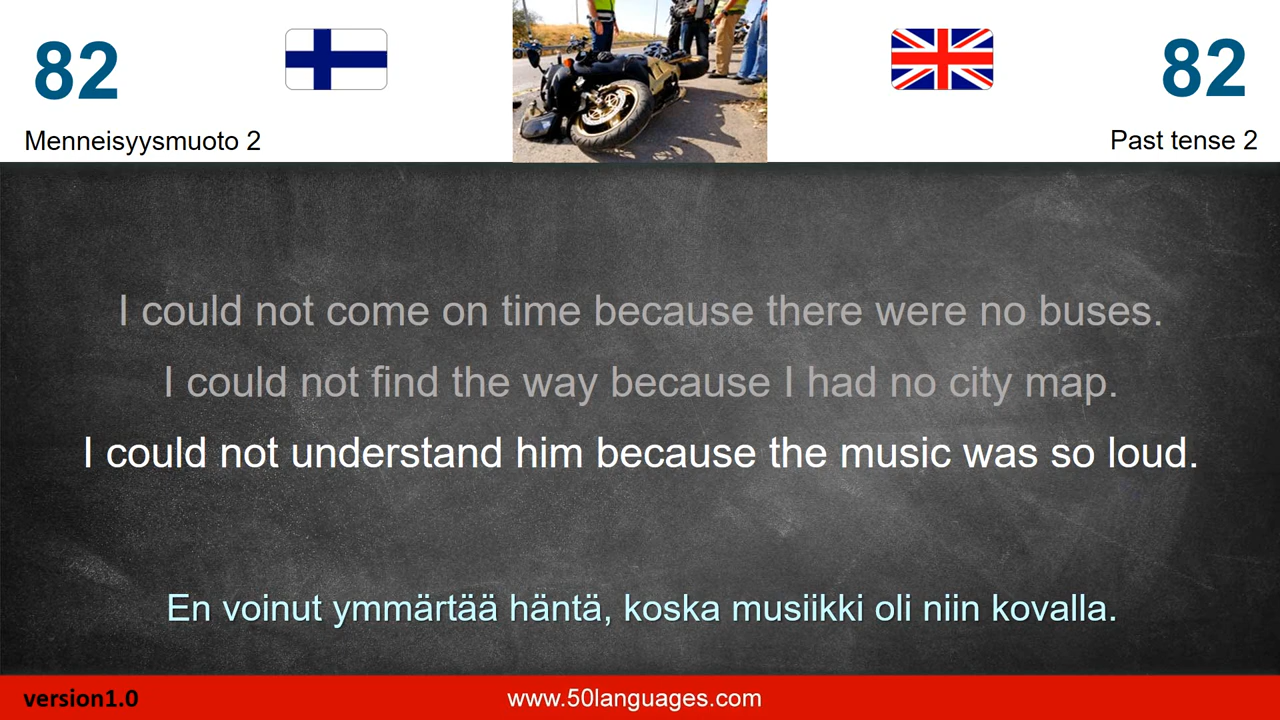 82
82
Menneisyysmuoto 2
Past tense 2
I could not come on time because there were no buses.
I could not find the way because I had no city map.
I could not understand him because the music was so loud.
En voinut ymmärtää häntä, koska musiikki oli niin kovalla.
version1.0
www.50languages.com